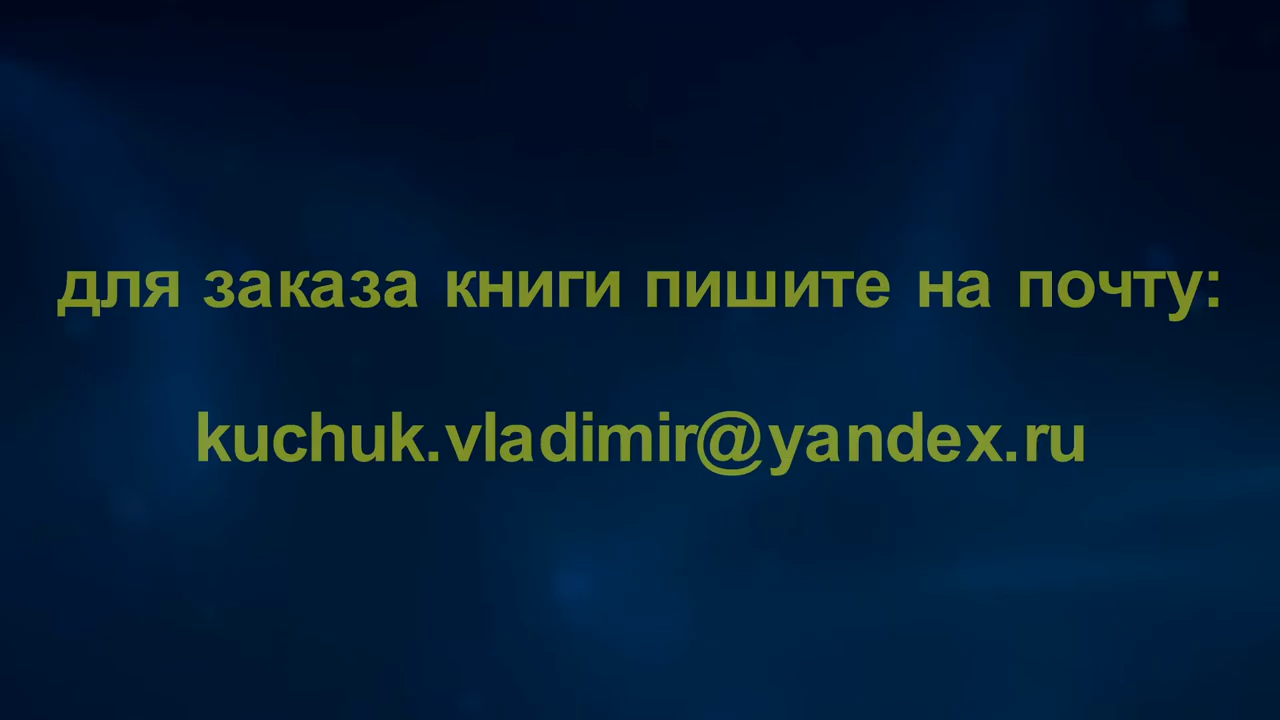 для заказа книги пишите на почту:
kuchuk.vladimir@yandex.ru